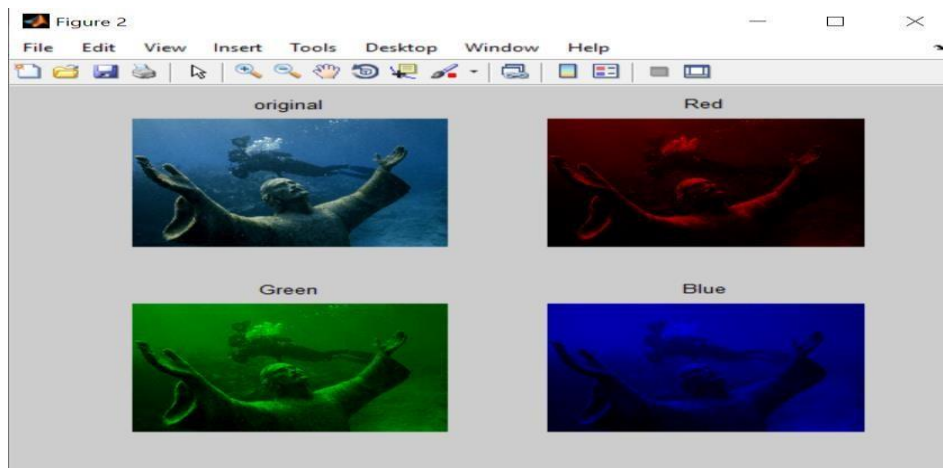 Figure 2
File Edit View Insert Tools Desktop Window Help
original Red
Green Blue